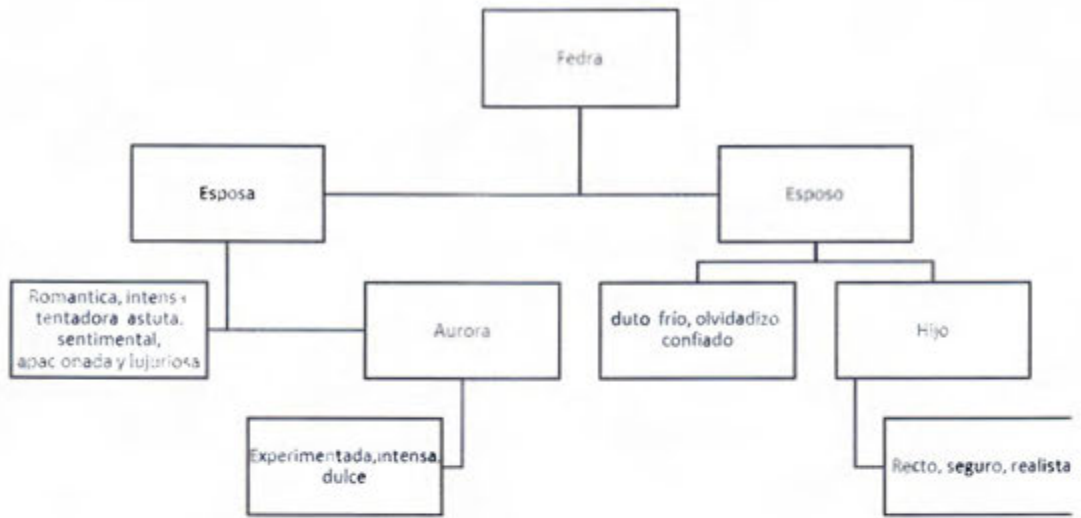 Fedra
Esposa
Esposo
Romantica, intens
tentadora astuta,
sentimental,
apac onada y lujuriosa
Aurora
duto frío, olvidadizo
confiado
Hijo
Experimentada,intensa,
dulce
Recto, seguro, realista